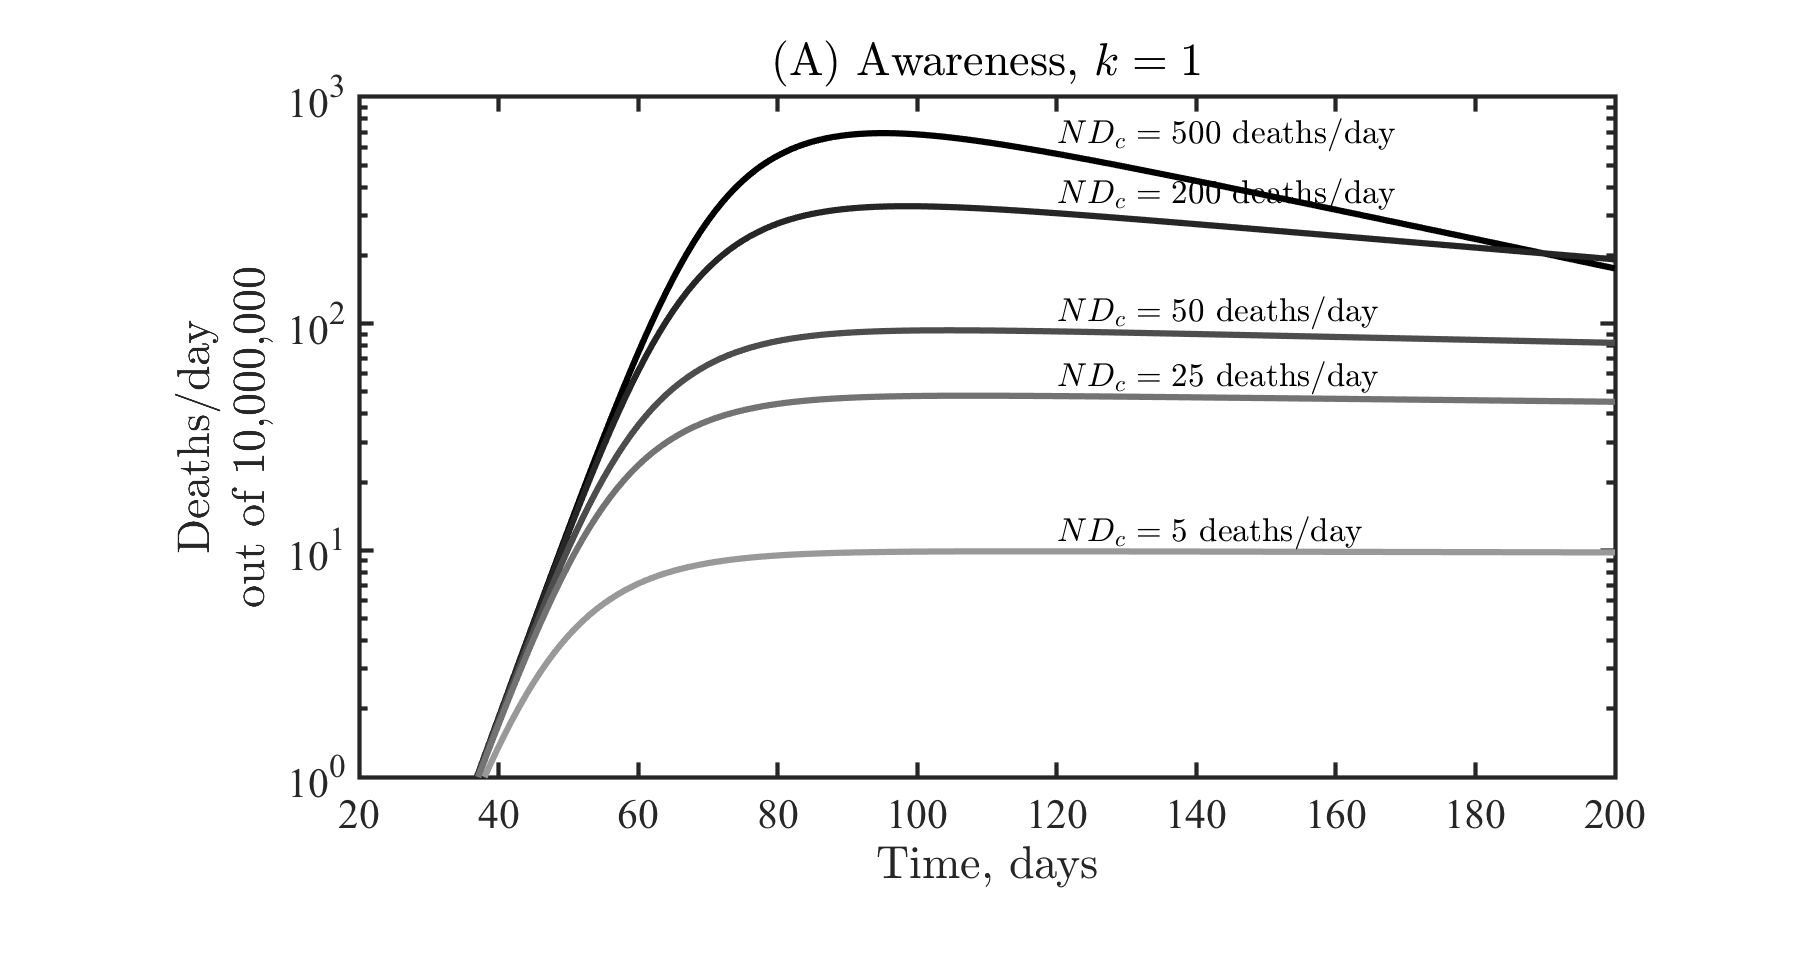 (A) Awareness, k = 1
10^3
10^2
10^1
10^0
Deaths/day
out of 10,000,000
ND_c = 500 deaths/day
ND_c = 200 deaths/day
ND_c = 50 deaths/day
ND_c = 25 deaths/day
ND_c = 5 deaths/day
20 40 60 80 100 120 140 160 180 200
Time, days